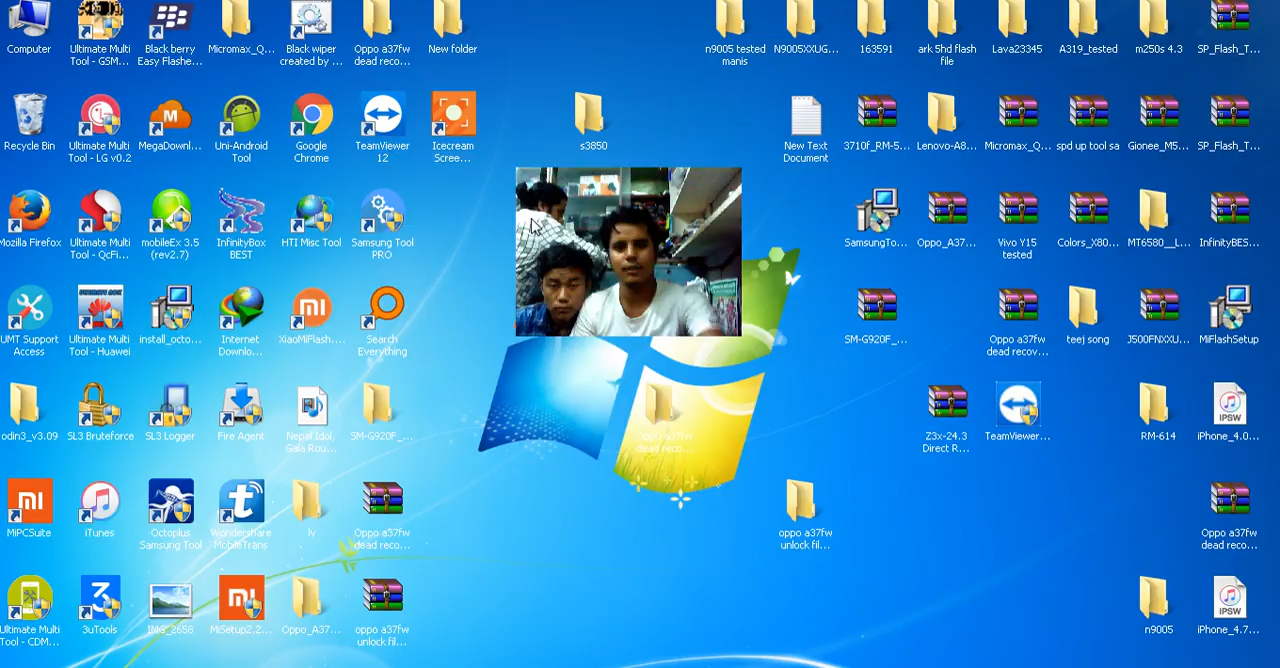 Computer
Ultimate Multi
Tool - GSM...
Black berry
Easy Flashe...
Micromax_Q...
Black wiper
created by ...
Oppo a37fw
dead reco...
New folder
n9005 tested
manis
N9005XXUG...
163591
ark 5hd flash
file
Lava23345
A319_tested
m250s 4.3
SP_Flash_T...
Recycle Bin
Ultimate Multi
Tool - LG v0.2
MegaDownl...
Uni-Android
Tool
Google
Chrome
TeamViewer
12
Icecream
Scree...
s3850
New Text
Document
3710f_RM-5...
Lenovo-A8...
Micromax_Q...
spd up tool sa
Gionee_M5...
SP_Flash_T...
Mozilla Firefox
Ultimate Multi
Tool - QcFi...
mobileEx 3.5
(rev2.7)
InfinityBox
BEST
HTI Misc Tool
Samsung Tool
PRO
SamsungTo...
Oppo_A37...
Vivo Y15
tested
Colors_X80...
MT6580__L...
InfinityBES...
UMT Support
Access
Ultimate Multi
Tool - Huawei
install_octo...
Internet
Downlo...
XiaoMiFlash....
Search
Everything
SM-G920F_...
Oppo a37fw
dead recov...
teej song
J500FNXXU...
MiFlashSetup
odin3_v3.09
SL3 Bruteforce
SL3 Logger
Fire Agent
Nepal Idol,
Gala Rou...
SM-G920F_...
Oppo a37fw
dead reco...
Z3x-24.3
Direct R...
TeamViewer...
RM-614
IPSW
iPhone_4.0...
MiPCSuite
iTunes
Octoplus
Samsung Tool
Wondershare
MobileTrans
lv
Oppo a37fw
dead reco...
oppo a37fw
unlock fil...
Oppo a37fw
dead reco...
Ultimate Multi
Tool - CDM...
3uTools
IMG_2658
MiSetup2.2...
Oppo_A37...
oppo a37fw
unlock fil...
n9005
IPSW
iPhone_4.7...